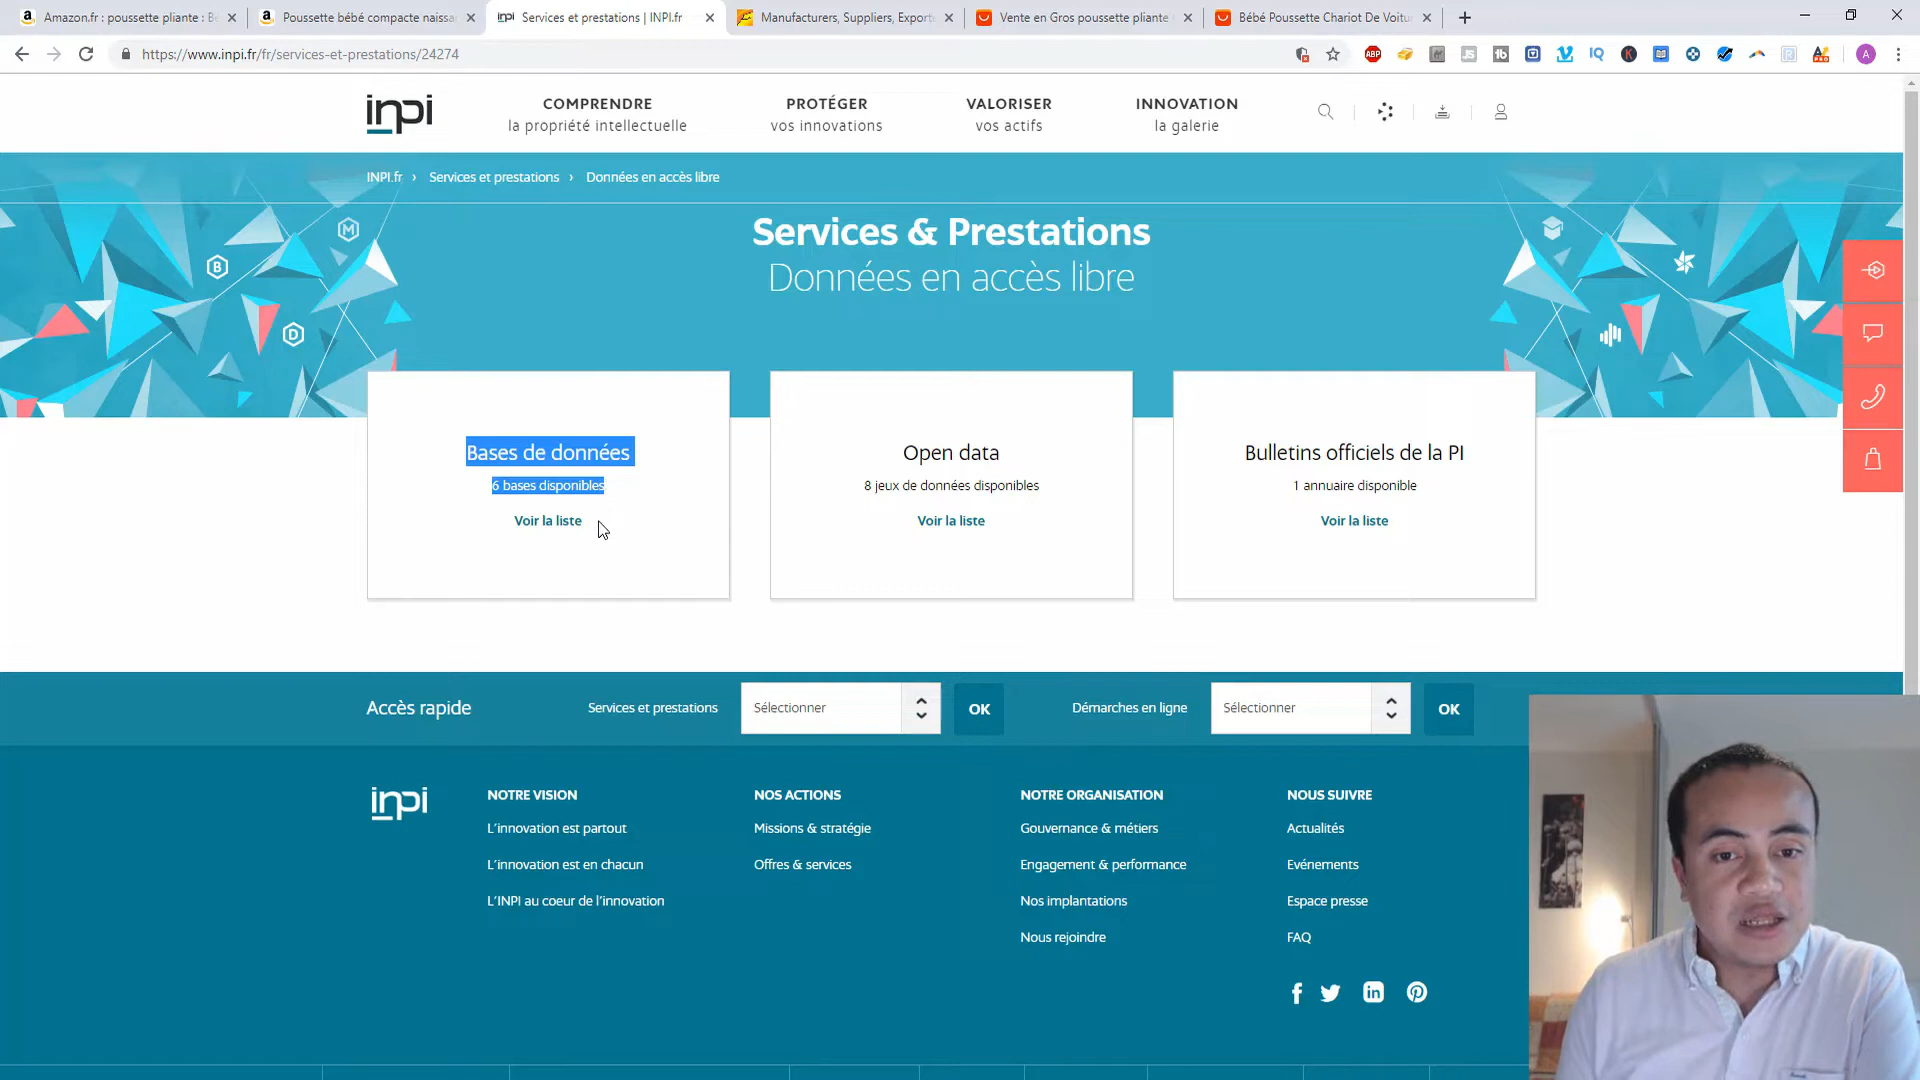 Amazon.fr : poussette pliante : B
Poussette bébé compacte naissa
Services et prestations | INPI.fr
Manufacturers, Suppliers, Export
Vente en Gros poussette pliante
Bébé Poussette Chariot De Voitu
https://www.inpi.fr/fr/services-et-prestations/24274
inpi
COMPRENDRE
la propriété intellectuelle
PROTÉGER
vos innovations
VALORISER
vos actifs
INNOVATION
la galerie
INPI.fr › Services et prestations › Données en accès libre
Services & Prestations
Données en accès libre
Bases de données
6 bases disponibles
Voir la liste
Open data
8 jeux de données disponibles
Voir la liste
Bulletins officiels de la PI
1 annuaire disponible
Voir la liste
Accès rapide
Services et prestations
Sélectionner
OK
Démarches en ligne
Sélectionner
OK
inpi
NOTRE VISION
L'innovation est partout
L'innovation est en chacun
L'INPI au coeur de l'innovation
NOS ACTIONS
Missions & stratégie
Offres & services
NOTRE ORGANISATION
Gouvernance & métiers
Engagement & performance
Nos implantations
Nous rejoindre
NOUS SUIVRE
Actualités
Evénements
Espace presse
FAQ